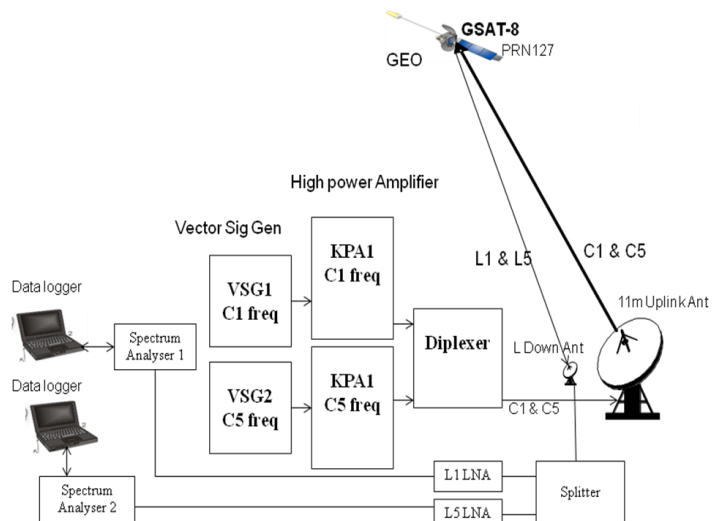 GSAT-8
PRN127
GEO
High power Amplifier
Vector Sig Gen
KPA1
C1 freq
VSG1
C1 freq
L1 & L5
C1 & C5
Data logger
11m Uplink Ant
Spectrum
Analyser 1
Diplexer
L Down Ant
KPA1
C5 freq
VSG2
C5 freq
Data logger
C1 & C5
L1 LNA
Splitter
Spectrum
Analyser 2
L5 LNA